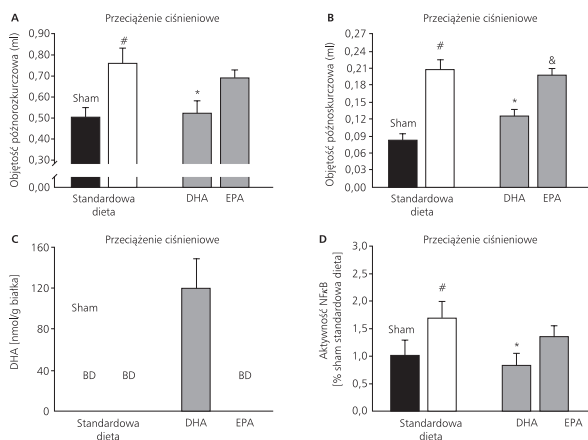 A
Przeciążenie ciśnieniowe
Objętość późnorozkurczowa (ml)
0,90
0,80
0,70
0,60
0,50
0,40
0,30
0,00
Sham
#
*
Standardowa
dieta
DHA
EPA
B
Przeciążenie ciśnieniowe
Objętość późnoskurczowa (ml)
0,27
0,24
0,21
0,18
0,15
0,12
0,09
0,06
0,03
0,00
Sham
#
*
&
Standardowa
dieta
DHA
EPA
C
Przeciążenie ciśnieniowe
DHA [nmol/g białka]
160
120
80
40
0
Sham
BD
BD
BD
Standardowa
dieta
DHA
EPA
D
Przeciążenie ciśnieniowe
Aktywność NFκB
[% sham standardowa dieta]
3,0
2,5
2,0
1,5
1,0
0,5
0,0
Sham
#
*
Standardowa
dieta
DHA
EPA